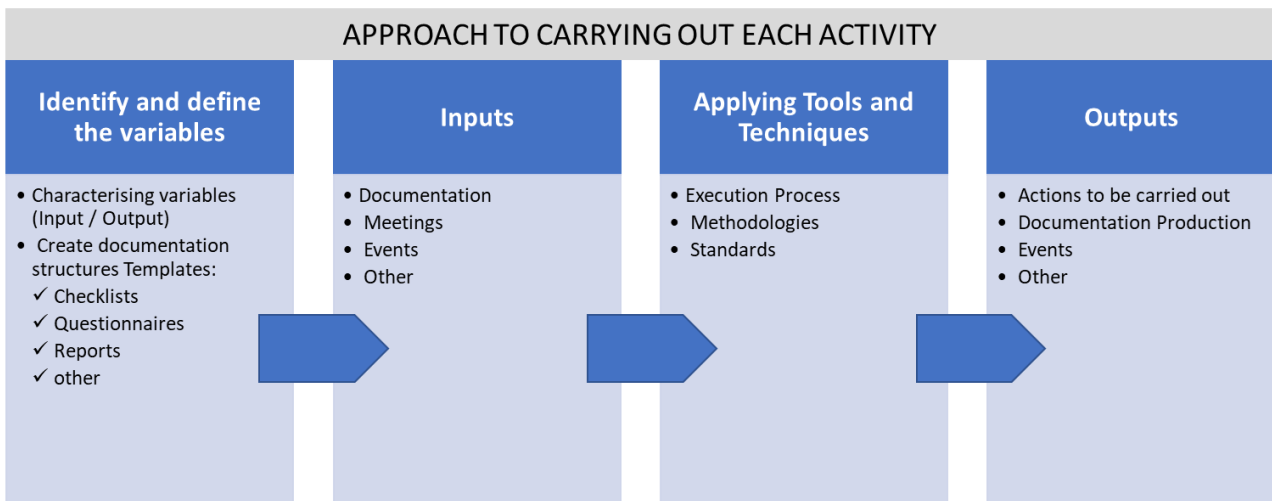 APPROACH TO CARRYING OUT EACH ACTIVITY
Identify and define
the variables
• Characterising variables
(Input / Output)
• Create documentation
structures Templates:
✓ Checklists
✓ Questionnaires
✓ Reports
✓ other
Inputs
• Documentation
• Meetings
• Events
• Other
Applying Tools and
Techniques
• Execution Process
• Methodologies
• Standards
Outputs
• Actions to be carried out
• Documentation Production
• Events
• Other